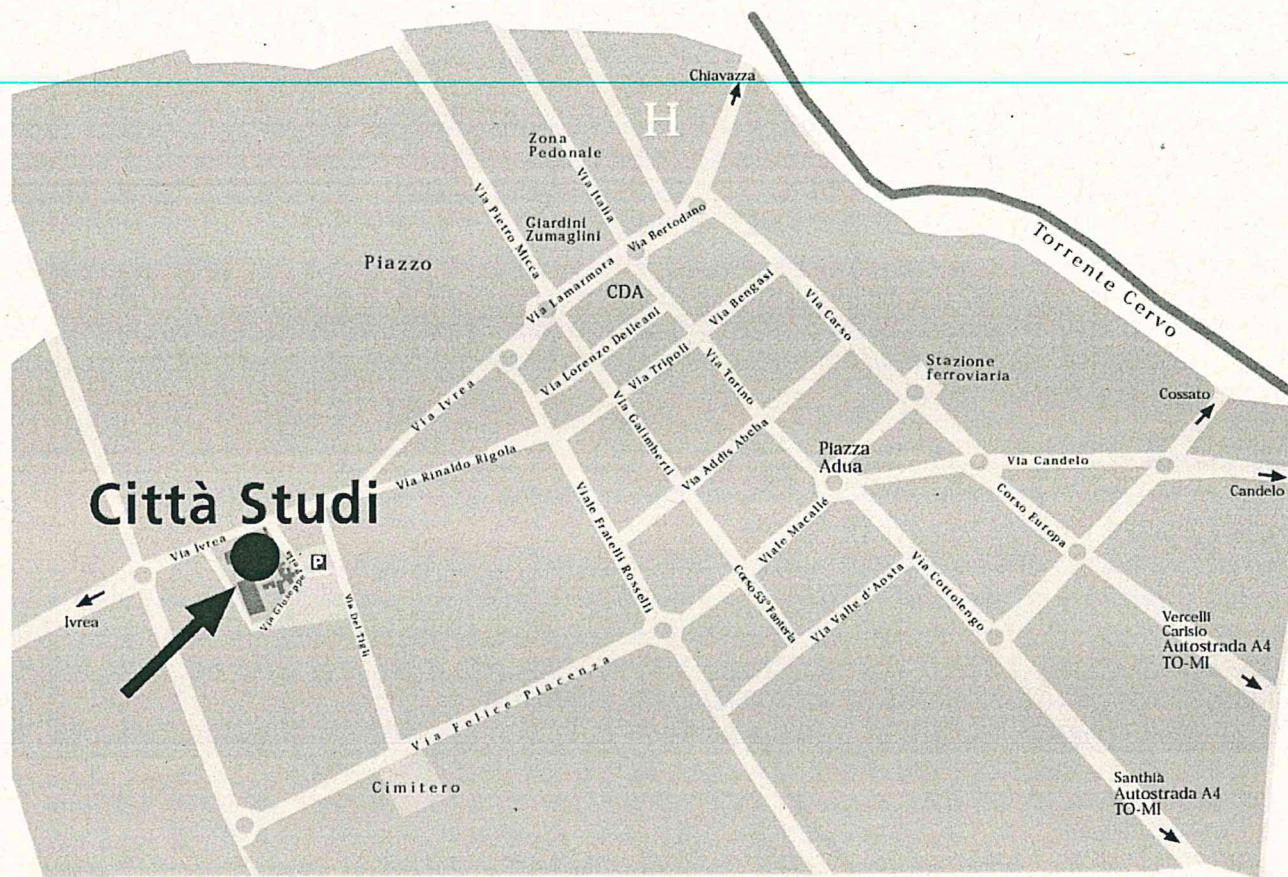 Chiavazza
H
Zona
Pedonale
Via Italia
Via Pietro Micca
Giardini
Zumaglini
Via Bertodano
Piazzo
Torrente Cervo
Via Lamarmora
CDA
Via Bengasi
Via Carso
Via Lorenzo Delleani
Via Tripoli
Via Torino
Stazione
ferroviaria
Via Ivrea
Cossato
Via Galimberti
Via Addis Abeba
Via Rinaldo Rigola
Piazza
Adua
Via Candelo
Candelo
Città Studi
Corso Europa
Viale Fratelli Rosselli
Viale Macallè
Via Ivrea
P
Via Giuseppe
Via Dei Tigli
Ivrea
Corso 53° Fanteria
Via Valle d'Aosta
Via Cottolengo
Vercelli
Carisio
Autostrada A4
TO-MI
Via Felice Piacenza
Cimitero
Santhià
Autostrada A4
TO-MI